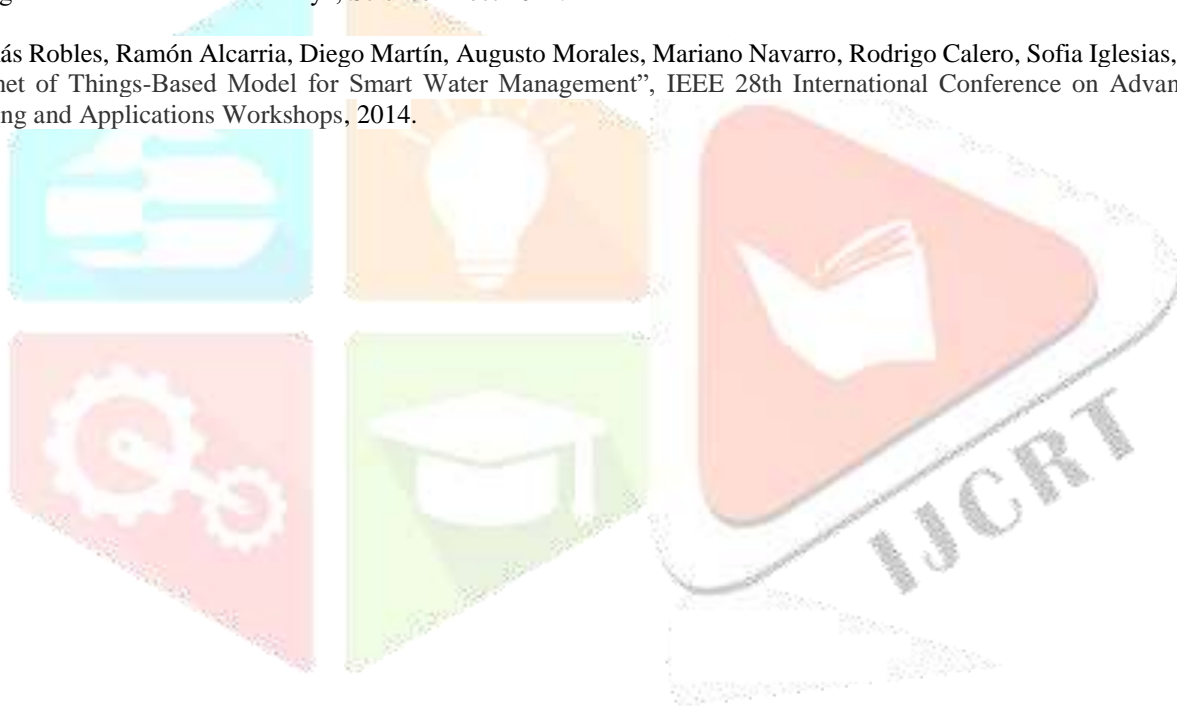 ás Robles, Ramón Alcarria, Diego Martín, Augusto Morales, Mariano Navarro, Rodrigo Calero, Sofia Iglesias,
net of Things-Based Model for Smart Water Management”, IEEE 28th International Conference on Advan
ng and Applications Workshops, 2014.
IJCRT